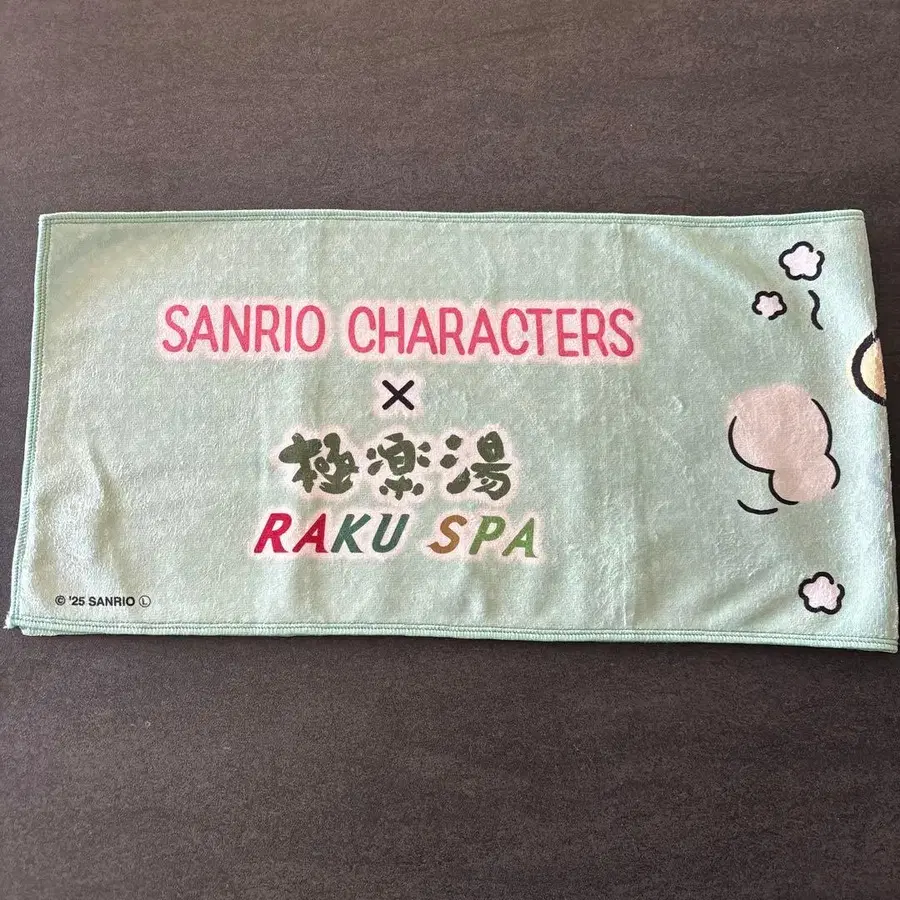 SANRIO CHARACTERS
×
極楽湯
RAKU SPA
© '25 SANRIO Ⓛ